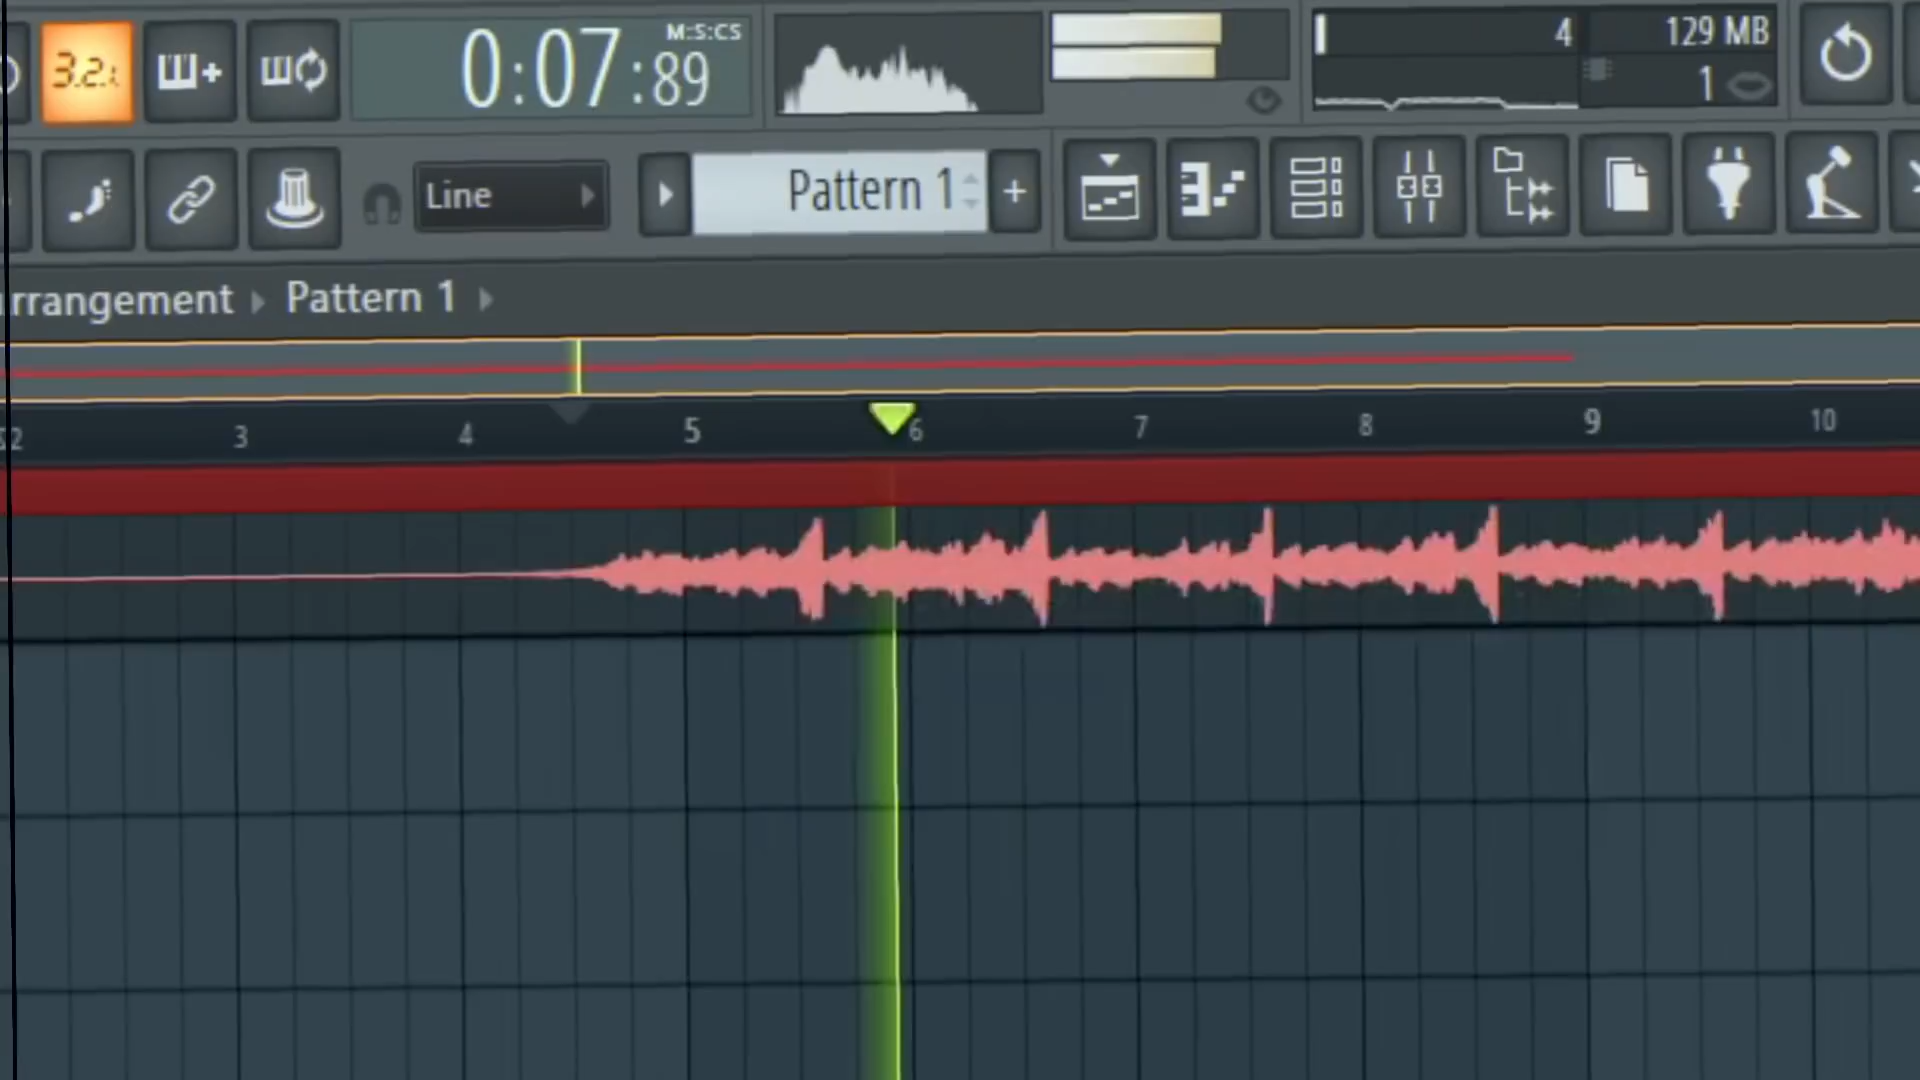 3.2.
0:07:89
M:S:CS
4
129 MB
1
Line
Pattern 1
+
rrangement
Pattern 1
2
3
4
5
6
7
8
9
10